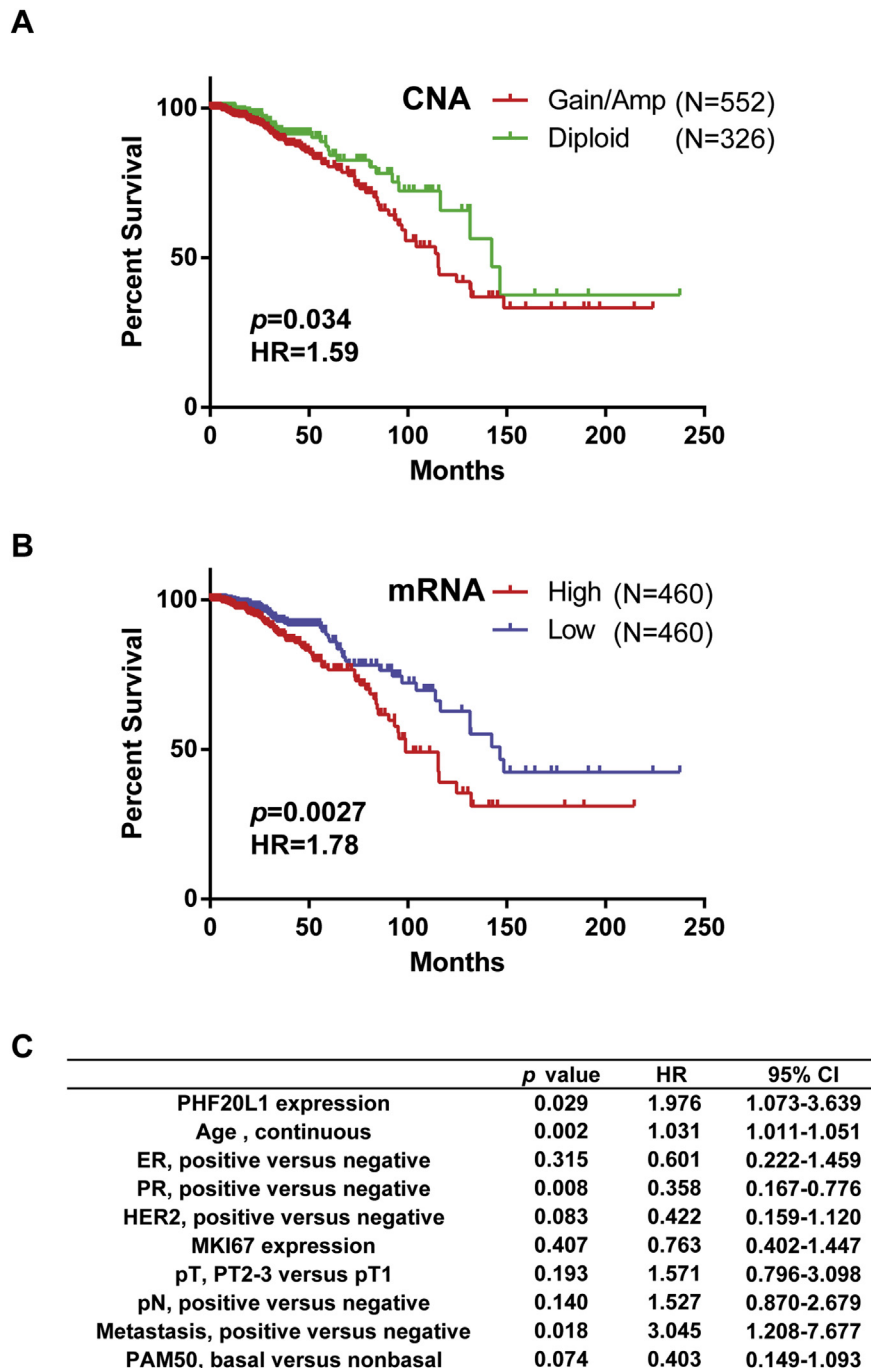 A
CNA
Gain/Amp (N=552)
Diploid (N=326)
Percent Survival
100
50
0
p=0.034
HR=1.59
0 50 100 150 200 250
Months
B
mRNA
High (N=460)
Low (N=460)
Percent Survival
100
50
0
p=0.0027
HR=1.78
0 50 100 150 200 250
Months
C
p value HR 95% CI
PHF20L1 expression 0.029 1.976 1.073-3.639
Age , continuous 0.002 1.031 1.011-1.051
ER, positive versus negative 0.315 0.601 0.222-1.459
PR, positive versus negative 0.008 0.358 0.167-0.776
HER2, positive versus negative 0.083 0.422 0.159-1.120
MKI67 expression 0.407 0.763 0.402-1.447
pT, PT2-3 versus pT1 0.193 1.571 0.796-3.098
pN, positive versus negative 0.140 1.527 0.870-2.679
Metastasis, positive versus negative 0.018 3.045 1.208-7.677
PAM50, basal versus nonbasal 0.074 0.403 0.149-1.093